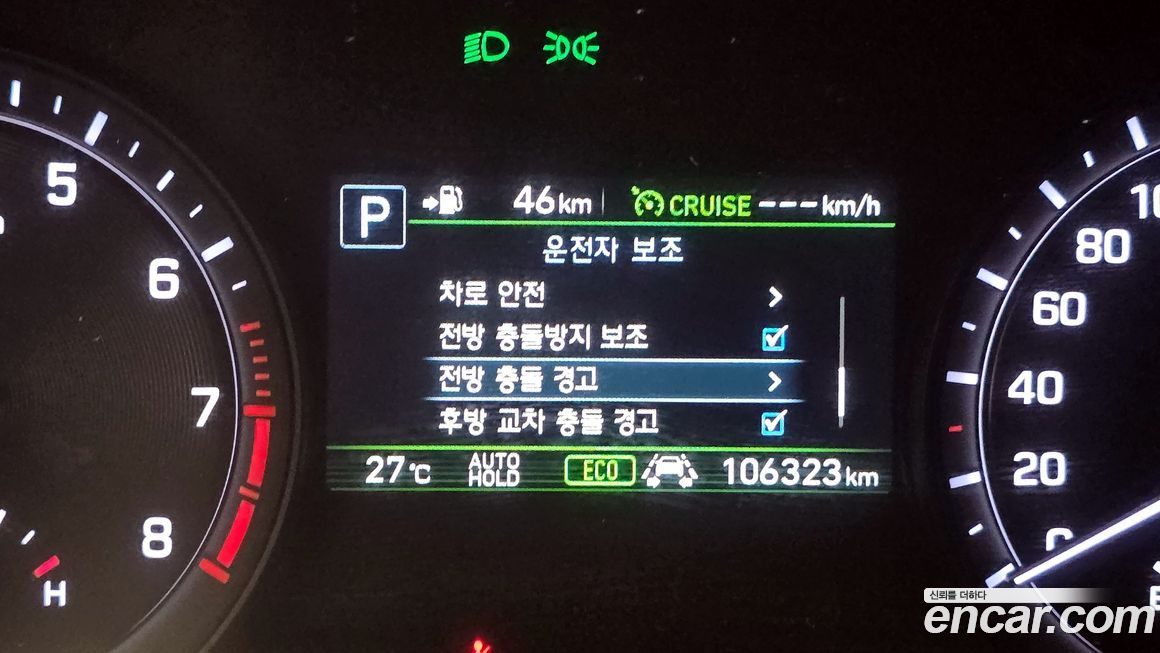 P 46km CRUISE ---km/h
운전자 보조
차로 안전
전방 충돌방지 보조
전방 충돌 경고
후방 교차 충돌 경고
27°C AUTO HOLD ECO 106323km
5
6
7
8
H
80
60
40
20
신뢰를 더하다
encar.com